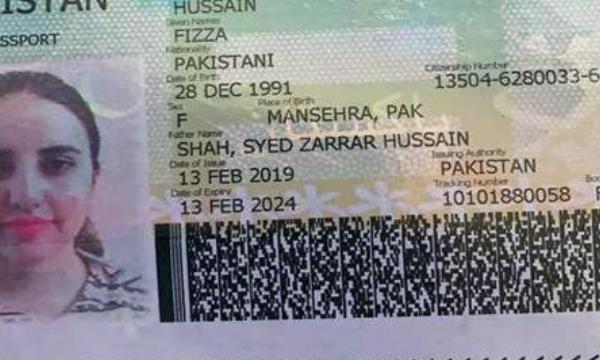 ISTAN
SSPORT
HUSSAIN
Given Names
FIZZA
Nationality
PAKISTANI
Citizenship Number
Date of Birth
28 DEC 1991
13504-6280033-6
Sex
Place of Birth
F
MANSEHRA, PAK
Father Name
SHAH, SYED ZARRAR HUSSAIN
Date of Issue
Issuing Authority
13 FEB 2019
PAKISTAN
Date of Expiry
Tracking Number
13 FEB 2024
10101880058